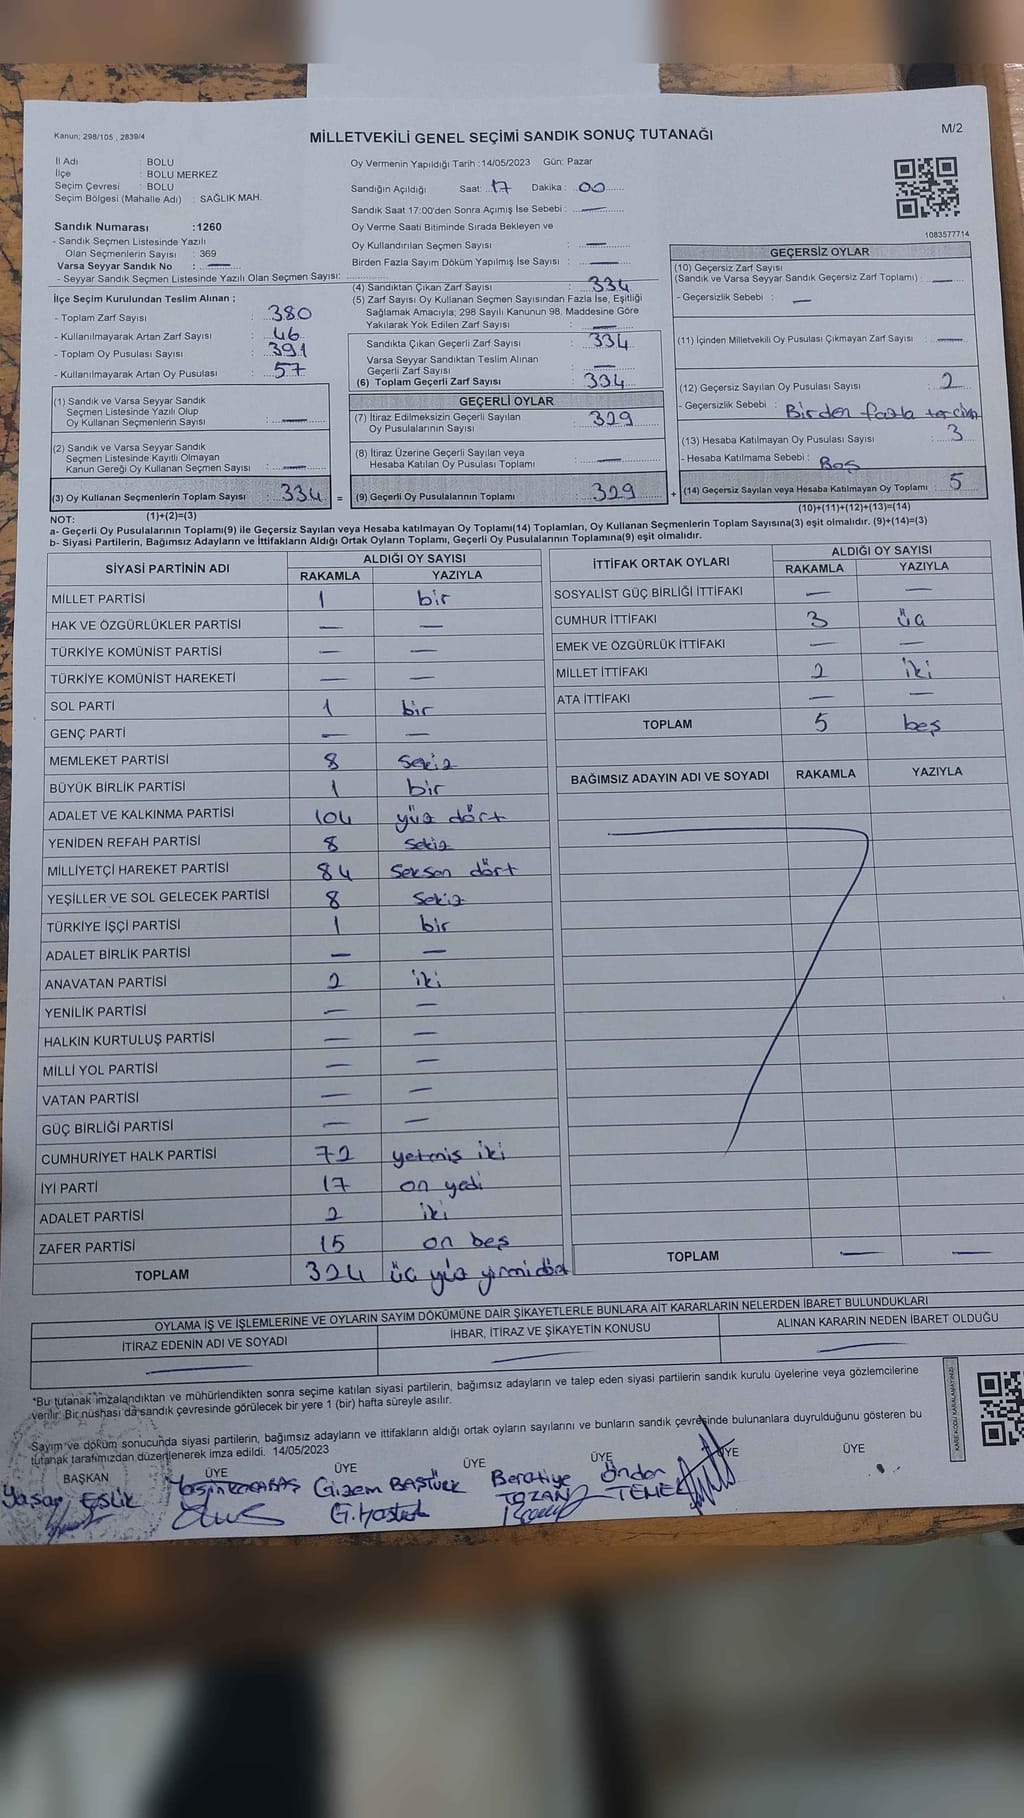 Kanun; 298/105 , 2839/4
MİLLETVEKİLİ GENEL SEÇİMİ SANDIK SONUÇ TUTANAĞI
M/2
İl Adı : BOLU
İlçe : BOLU MERKEZ
Seçim Çevresi : BOLU
Seçim Bölgesi (Mahalle Adı) : SAĞLIK MAH.
Oy Vermenin Yapıldığı Tarih :14/05/2023 Gün: Pazar
Sandığın Açıldığı Saat: 17 Dakika : 00
Sandık Saat 17:00'den Sonra Açımış İse Sebebi : —
Oy Verme Saati Bitiminde Sırada Bekleyen ve
Oy Kullandırılan Seçmen Sayısı : —
Birden Fazla Sayım Döküm Yapılmış İse Sayısı : —
1083577714
Sandık Numarası :1260
- Sandık Seçmen Listesinde Yazılı
Olan Seçmenlerin Sayısı : 369
Varsa Seyyar Sandık No : —
- Seyyar Sandık Seçmen Listesinde Yazılı Olan Seçmen Sayısı:
İlçe Seçim Kurulundan Teslim Alınan ;
- Toplam Zarf Sayısı : 380
- Kullanılmayarak Artan Zarf Sayısı : 46
- Toplam Oy Pusulası Sayısı : 391
- Kullanılmayarak Artan Oy Pusulası : 57
(1) Sandık ve Varsa Seyyar Sandık
Seçmen Listesinde Yazılı Olup
Oy Kullanan Seçmenlerin Sayısı : —
(2) Sandık ve Varsa Seyyar Sandık
Seçmen Listesinde Kayıtlı Olmayan
Kanun Gereği Oy Kullanan Seçmen Sayısı : —
(3) Oy Kullanan Seçmenlerin Toplam Sayısı : 334 =
(1)+(2)=(3)
(4) Sandıktan Çıkan Zarf Sayısı : 334
(5) Zarf Sayısı Oy Kullanan Seçmen Sayısından Fazla İse, Eşitliği
Sağlamak Amacıyla; 298 Sayılı Kanunun 98. Maddesine Göre
Yakılarak Yok Edilen Zarf Sayısı : —
Sandıkta Çıkan Geçerli Zarf Sayısı : 334
Varsa Seyyar Sandıktan Teslim Alınan
Geçerli Zarf Sayısı : —
(6) Toplam Geçerli Zarf Sayısı : 334
GEÇERLİ OYLAR
(7) İtiraz Edilmeksizin Geçerli Sayılan
Oy Pusulalarının Sayısı : 329
(8) İtiraz Üzerine Geçerli Sayılan veya
Hesaba Katılan Oy Pusulası Toplamı : —
(9) Geçerli Oy Pusulalarının Toplamı : 329 +
GEÇERSİZ OYLAR
(10) Geçersiz Zarf Sayısı
(Sandık ve Varsa Seyyar Sandık Geçersiz Zarf Toplamı) : —
- Geçersizlik Sebebi : —
(11) İçinden Milletvekili Oy Pusulası Çıkmayan Zarf Sayısı : —
(12) Geçersiz Sayılan Oy Pusulası Sayısı : 2
- Geçersizlik Sebebi : Birden fazla tercih
(13) Hesaba Katılmayan Oy Pusulası Sayısı : 3
- Hesaba Katılmama Sebebi : Boş
(14) Geçersiz Sayılan veya Hesaba Katılmayan Oy Toplamı : 5
(10)+(11)+(12)+(13)=(14)
NOT:
a- Geçerli Oy Pusulalarının Toplamı(9) ile Geçersiz Sayılan veya Hesaba katılmayan Oy Toplamı(14) Toplamları, Oy Kullanan Seçmenlerin Toplam Sayısına(3) eşit olmalıdır. (9)+(14)=(3)
b- Siyasi Partilerin, Bağımsız Adayların ve İttifakların Aldığı Ortak Oyların Toplamı, Geçerli Oy Pusulalarının Toplamına(9) eşit olmalıdır.
SİYASİ PARTİNİN ADI ALDIĞI OY SAYISI
RAKAMLA YAZIYLA
MİLLET PARTİSİ 1 bir
HAK VE ÖZGÜRLÜKLER PARTİSİ — —
TÜRKİYE KOMÜNİST PARTİSİ — —
TÜRKİYE KOMÜNİST HAREKETİ — —
SOL PARTİ 1 bir
GENÇ PARTİ — —
MEMLEKET PARTİSİ 8 sekiz
BÜYÜK BİRLİK PARTİSİ 1 bir
ADALET VE KALKINMA PARTİSİ 104 yüz dört
YENİDEN REFAH PARTİSİ 8 sekiz
MİLLİYETÇİ HAREKET PARTİSİ 84 seksen dört
YEŞİLLER VE SOL GELECEK PARTİSİ 8 sekiz
TÜRKİYE İŞÇİ PARTİSİ 1 bir
ADALET BİRLİK PARTİSİ — —
ANAVATAN PARTİSİ 2 iki
YENİLİK PARTİSİ — —
HALKIN KURTULUŞ PARTİSİ — —
MİLLİ YOL PARTİSİ — —
VATAN PARTİSİ — —
GÜÇ BİRLİĞİ PARTİSİ — —
CUMHURİYET HALK PARTİSİ 72 yetmiş iki
İYİ PARTİ 17 on yedi
ADALET PARTİSİ 2 iki
ZAFER PARTİSİ 15 on beş
TOPLAM 324 üç yüz yirmi dört
İTTİFAK ORTAK OYLARI ALDIĞI OY SAYISI
RAKAMLA YAZIYLA
SOSYALİST GÜÇ BİRLİĞİ İTTİFAKI — —
CUMHUR İTTİFAKI 3 üç
EMEK VE ÖZGÜRLÜK İTTİFAKI — —
MİLLET İTTİFAKI 2 iki
ATA İTTİFAKI — —
TOPLAM 5 beş
BAĞIMSIZ ADAYIN ADI VE SOYADI RAKAMLA YAZIYLA
TOPLAM — —
OYLAMA İŞ VE İŞLEMLERİNE VE OYLARIN SAYIM DÖKÜMÜNE DAİR ŞİKAYETLERLE BUNLARA AİT KARARLARIN NELERDEN İBARET BULUNDUKLARI
İTİRAZ EDENİN ADI VE SOYADI İHBAR, İTİRAZ VE ŞİKAYETİN KONUSU ALINAN KARARIN NEDEN İBARET OLDUĞU
— — —
*Bu tutanak imzalandıktan ve mühürlendikten sonra seçime katılan siyasi partilerin, bağımsız adayların ve talep eden siyasi partilerin sandık kurulu üyelerine veya gözlemcilerine
verilir. Bir nüshası da sandık çevresinde görülecek bir yere 1 (bir) hafta süreyle asılır.
Sayım ve döküm sonucunda siyasi partilerin, bağımsız adayların ve ittifakların aldığı ortak oyların sayılarını ve bunların sandık çevresinde bulunanlara duyrulduğunu gösteren bu
tutanak tarafımızdan düzenlenerek imza edildi. 14/05/2023
KARE KODU KARALAMAYINIZ!
BAŞKAN ÜYE ÜYE ÜYE ÜYE ÜYE ÜYE
Yaşar EŞLİK Yasin KARABAŞ Gizem BAŞTÜRK Beratiye TOZAN Önder TEMEL